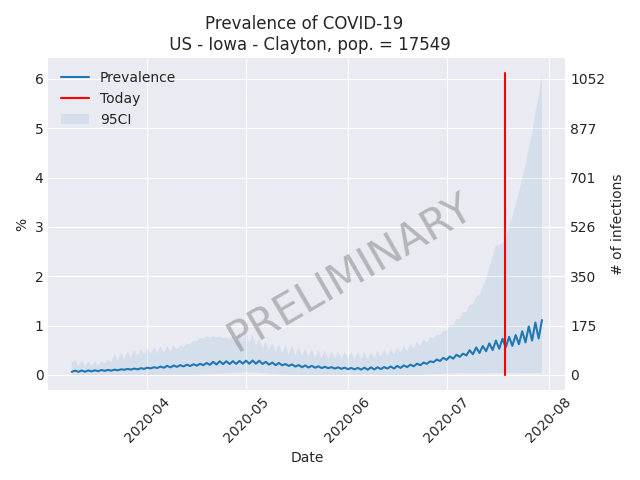 Prevalence of COVID-19
US - Iowa - Clayton, pop. = 17549
Prevalence
Today
95CI
PRELIMINARY
%
6
5
4
3
2
1
0
1052
877
701
526
350
175
0
# of infections
2020-04
2020-05
2020-06
2020-07
2020-08
Date